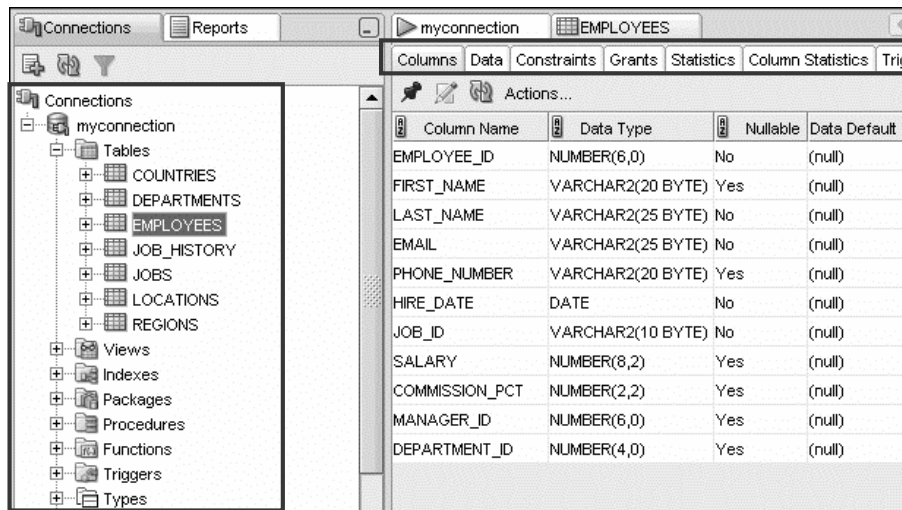 Connections
Reports
Connections
myconnection
Tables
COUNTRIES
DEPARTMENTS
EMPLOYEES
JOB_HISTORY
JOBS
LOCATIONS
REGIONS
Views
Indexes
Packages
Procedures
Functions
Triggers
Types
myconnection EMPLOYEES
Columns Data Constraints Grants Statistics Column Statistics Tri
Actions...
Column Name Data Type Nullable Data Default
EMPLOYEE_ID NUMBER(6,0) No (null)
FIRST_NAME VARCHAR2(20 BYTE) Yes (null)
LAST_NAME VARCHAR2(25 BYTE) No (null)
EMAIL VARCHAR2(25 BYTE) No (null)
PHONE_NUMBER VARCHAR2(20 BYTE) Yes (null)
HIRE_DATE DATE No (null)
JOB_ID VARCHAR2(10 BYTE) No (null)
SALARY NUMBER(8,2) Yes (null)
COMMISSION_PCT NUMBER(2,2) Yes (null)
MANAGER_ID NUMBER(6,0) Yes (null)
DEPARTMENT_ID NUMBER(4,0) Yes (null)